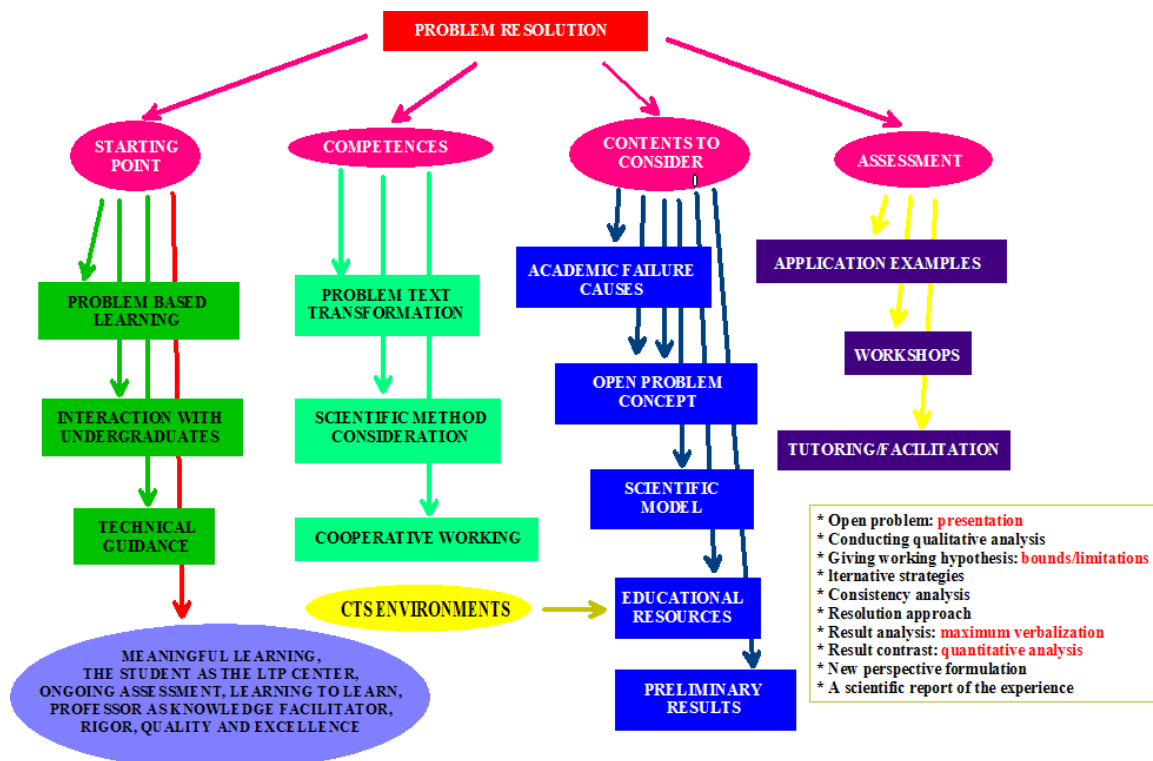 PROBLEM RESOLUTION
STARTING
POINT
COMPETENCES
CONTENTS TO
CONSIDER
ASSESSMENT
PROBLEM BASED
LEARNING
INTERACTION WITH
UNDERGRADUATES
TECHNICAL
GUIDANCE
MEANINGFUL LEARNING,
THE STUDENT AS THE LTP CENTER,
ONGOING ASSESSMENT, LEARNING TO LEARN,
PROFESSOR AS KNOWLEDGE FACILITATOR,
RIGOR, QUALITY AND EXCELLENCE
PROBLEM TEXT
TRANSFORMATION
SCIENTIFIC METHOD
CONSIDERATION
COOPERATIVE WORKING
CTS ENVIRONMENTS
ACADEMIC FAILURE
CAUSES
OPEN PROBLEM
CONCEPT
SCIENTIFIC
MODEL
EDUCATIONAL
RESOURCES
PRELIMINARY
RESULTS
APPLICATION EXAMPLES
WORKSHOPS
TUTORING/FACILITATION
* Open problem: presentation
* Conducting qualitative analysis
* Giving working hypothesis: bounds/limitations
* Iternative strategies
* Consistency analysis
* Resolution approach
* Result analysis: maximum verbalization
* Result contrast: quantitative analysis
* New perspective formulation
* A scientific report of the experience